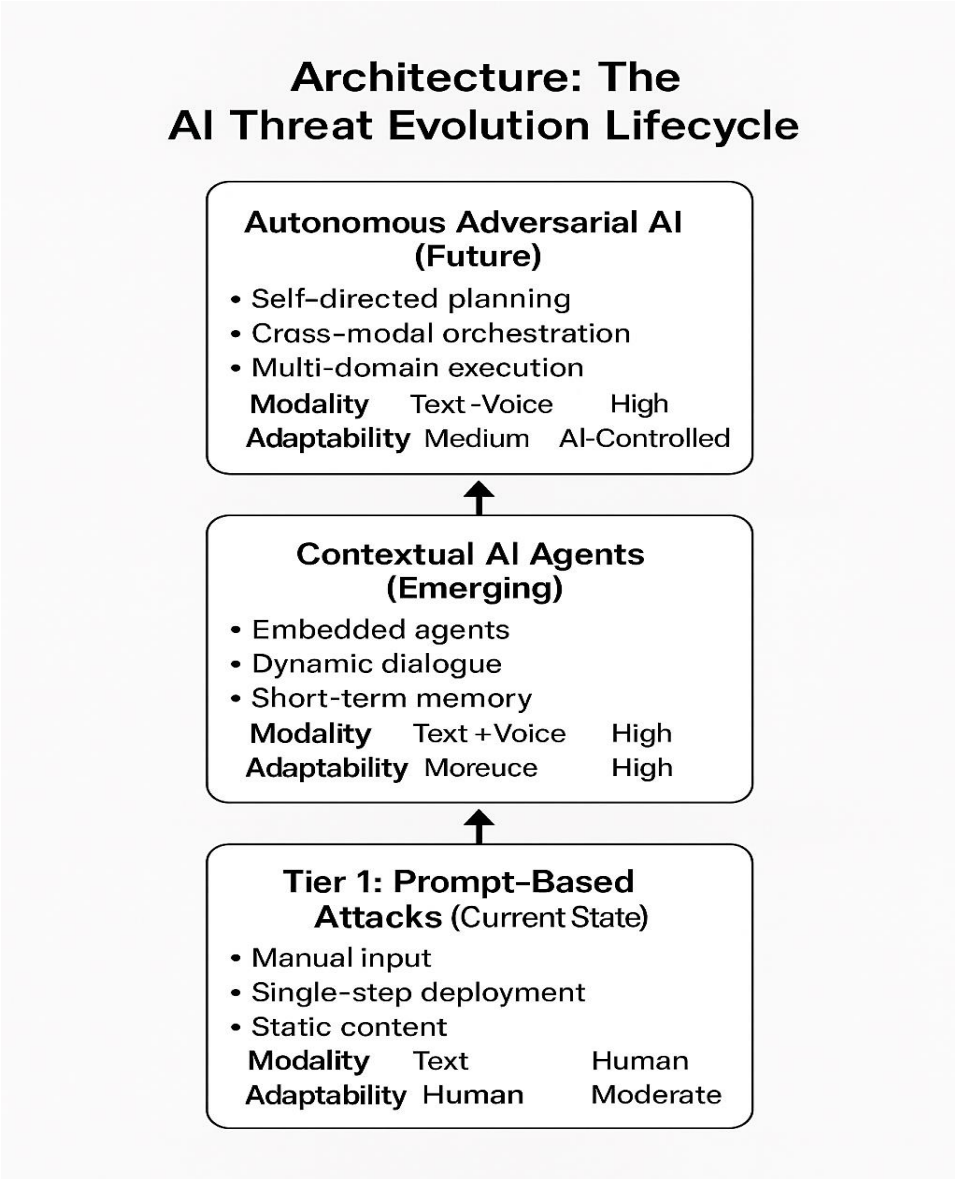 Architecture: The
AI Threat Evolution Lifecycle
Autonomous Adversarial AI
(Future)
• Self-directed planning
• Crass-modal orchestration
• Multi-domain execution
Modality Text-Voice High
Adaptability Medium AI-Controlled
Contextual AI Agents
(Emerging)
• Embedded agents
• Dynamic dialogue
• Short-term memory
Modality Text+Voice High
Adaptability Moreuce High
Tier 1: Prompt-Based
Attacks (Current State)
• Manual input
• Single-step deployment
• Static content
Modality Text Human
Adaptability Human Moderate